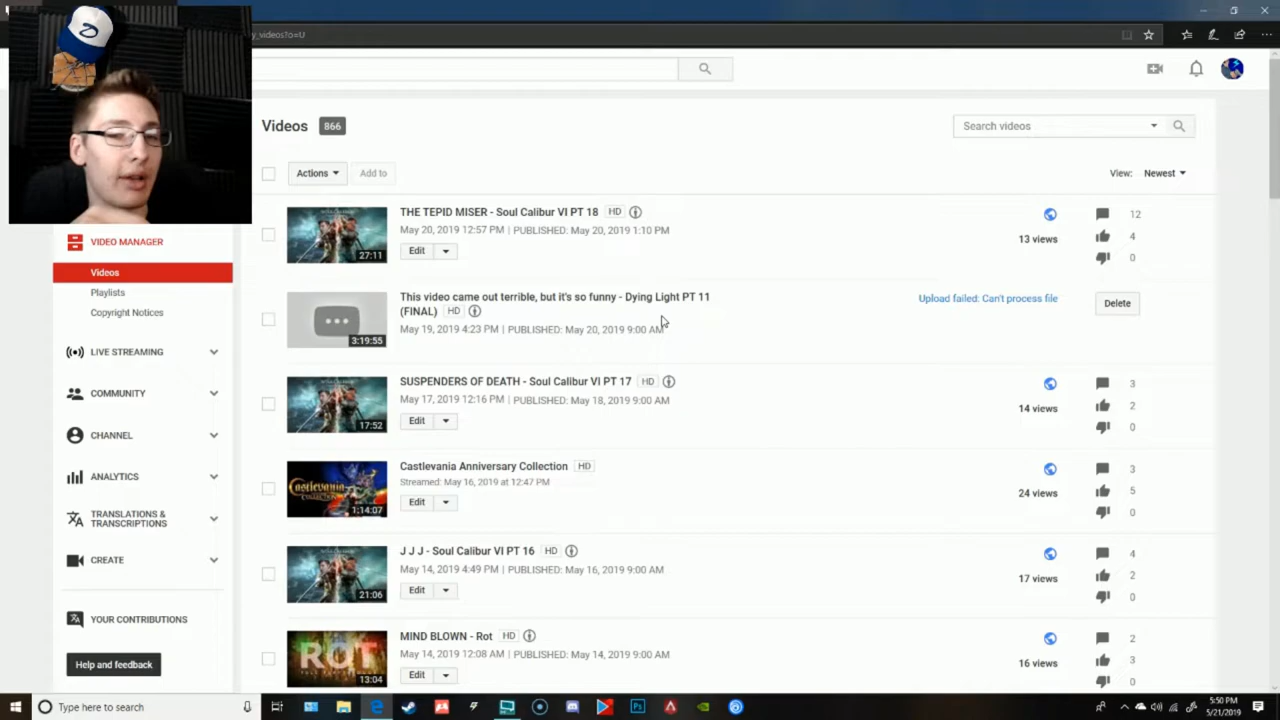 y_videos?o=U
Videos 866
Search videos
Actions Add to
View: Newest
THE TEPID MISER - Soul Calibur VI PT 18 HD
May 20, 2019 12:57 PM | PUBLISHED: May 20, 2019 1:10 PM
27:11
Edit
13 views
12
4
0
VIDEO MANAGER
Videos
Playlists
Copyright Notices
LIVE STREAMING
COMMUNITY
CHANNEL
ANALYTICS
TRANSLATIONS &
TRANSCRIPTIONS
CREATE
YOUR CONTRIBUTIONS
Help and feedback
This video came out terrible, but it's so funny - Dying Light PT 11
(FINAL) HD
May 19, 2019 4:23 PM | PUBLISHED: May 20, 2019 9:00 AM
3:19:55
Upload failed: Can't process file
Delete
SUSPENDERS OF DEATH - Soul Calibur VI PT 17 HD
May 17, 2019 12:16 PM | PUBLISHED: May 18, 2019 9:00 AM
17:52
Edit
14 views
3
2
0
Castlevania Anniversary Collection HD
Streamed: May 16, 2019 at 12:47 PM
Castlevania
1:14:07
Edit
24 views
3
5
0
J J J - Soul Calibur VI PT 16 HD
May 14, 2019 4:49 PM | PUBLISHED: May 16, 2019 9:00 AM
21:06
Edit
17 views
4
2
0
MIND BLOWN - Rot HD
May 14, 2019 12:08 AM | PUBLISHED: May 14, 2019 9:00 AM
ROT
13:04
Edit
16 views
2
3
0
Type here to search
5:50 PM
5/21/2019